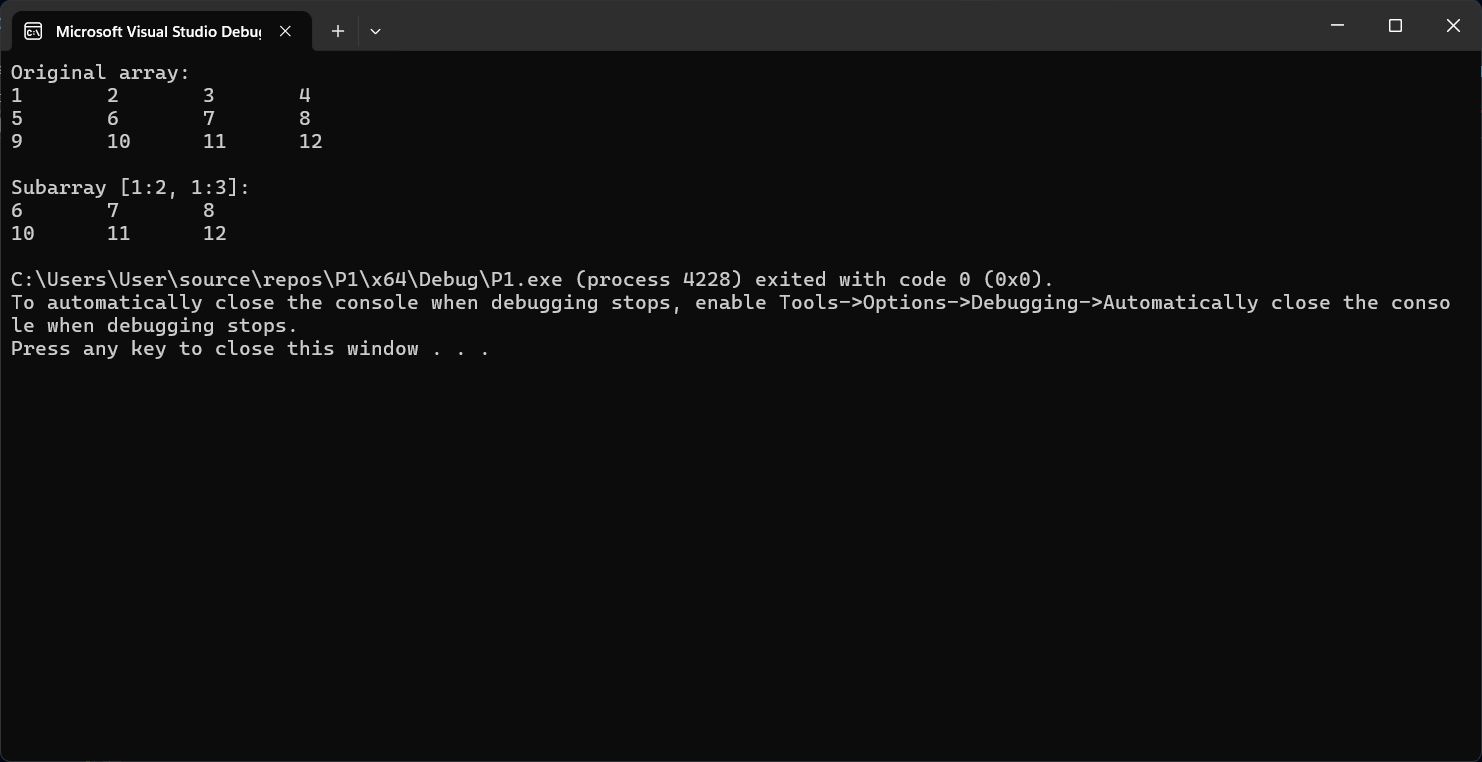 Microsoft Visual Studio Debug
Original array:
1 2 3 4
5 6 7 8
9 10 11 12
Subarray [1:2, 1:3]:
6 7 8
10 11 12
C:\Users\User\source\repos\P1\x64\Debug\P1.exe (process 4228) exited with code 0 (0x0).
To automatically close the console when debugging stops, enable Tools->Options->Debugging->Automatically close the conso
le when debugging stops.
Press any key to close this window . . .